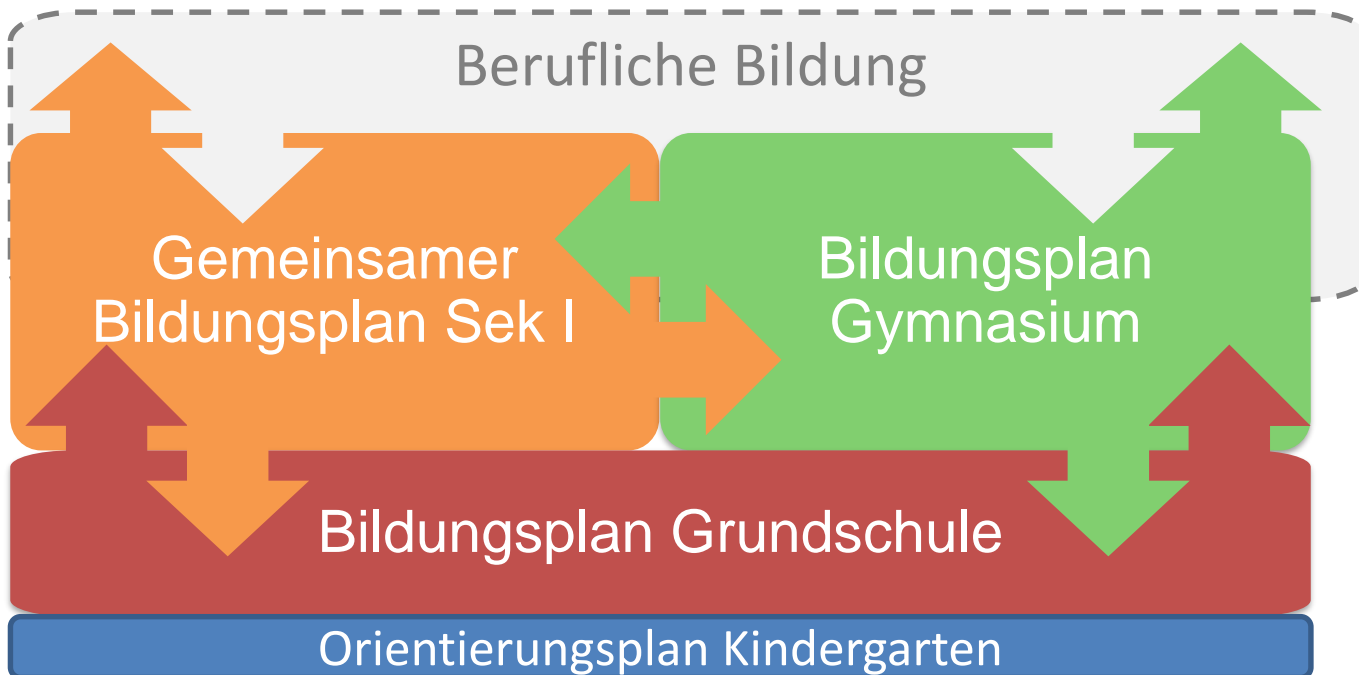 Berufliche Bildung
Gemeinsamer
Bildungsplan Sek I
Bildungsplan
Gymnasium
Bildungsplan Grundschule
Orientierungsplan Kindergarten